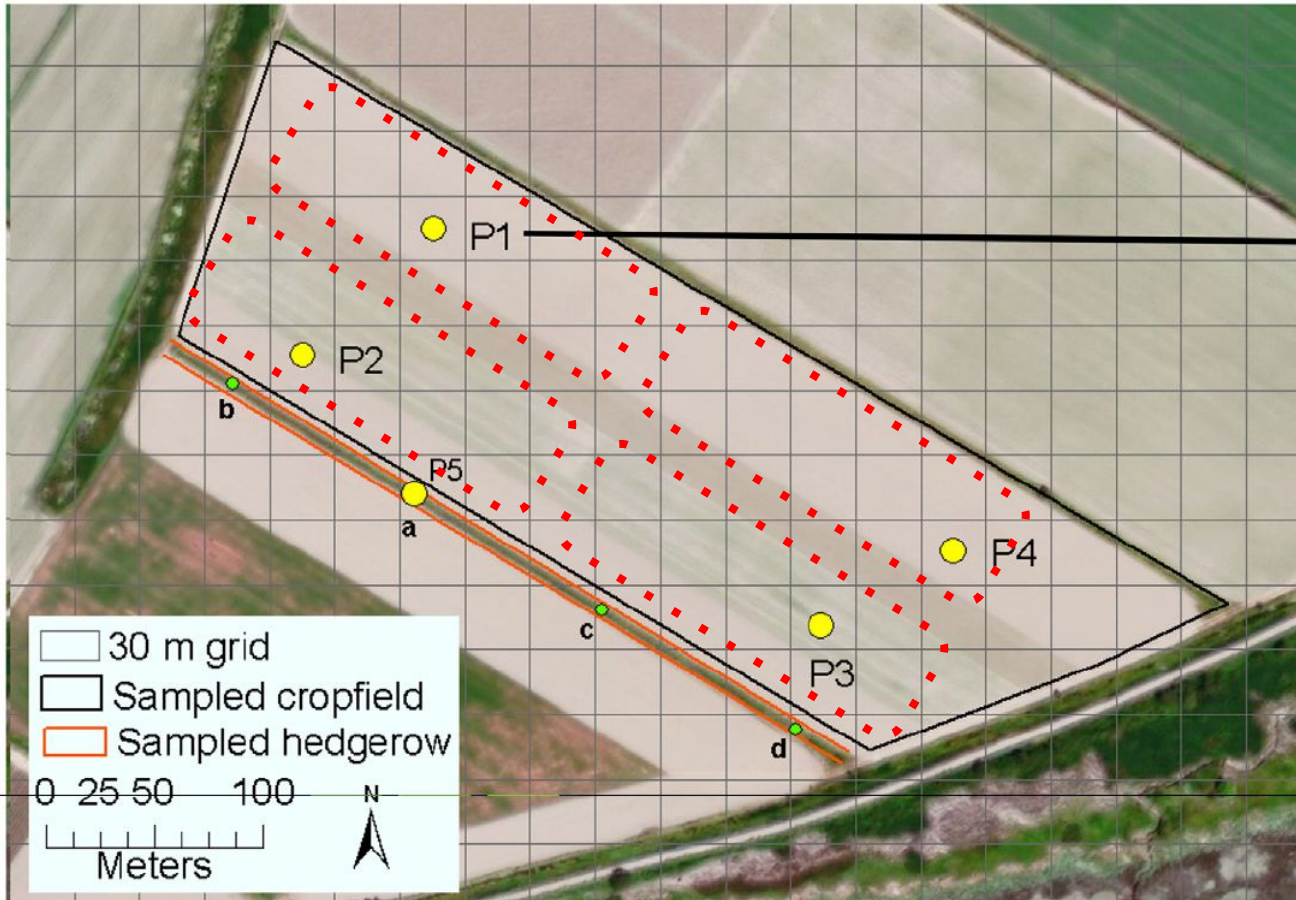 P1
P2
b
P5
a
P4
c
P3
d
30 m grid
Sampled cropfield
Sampled hedgerow
0 25 50 100
N
Meters